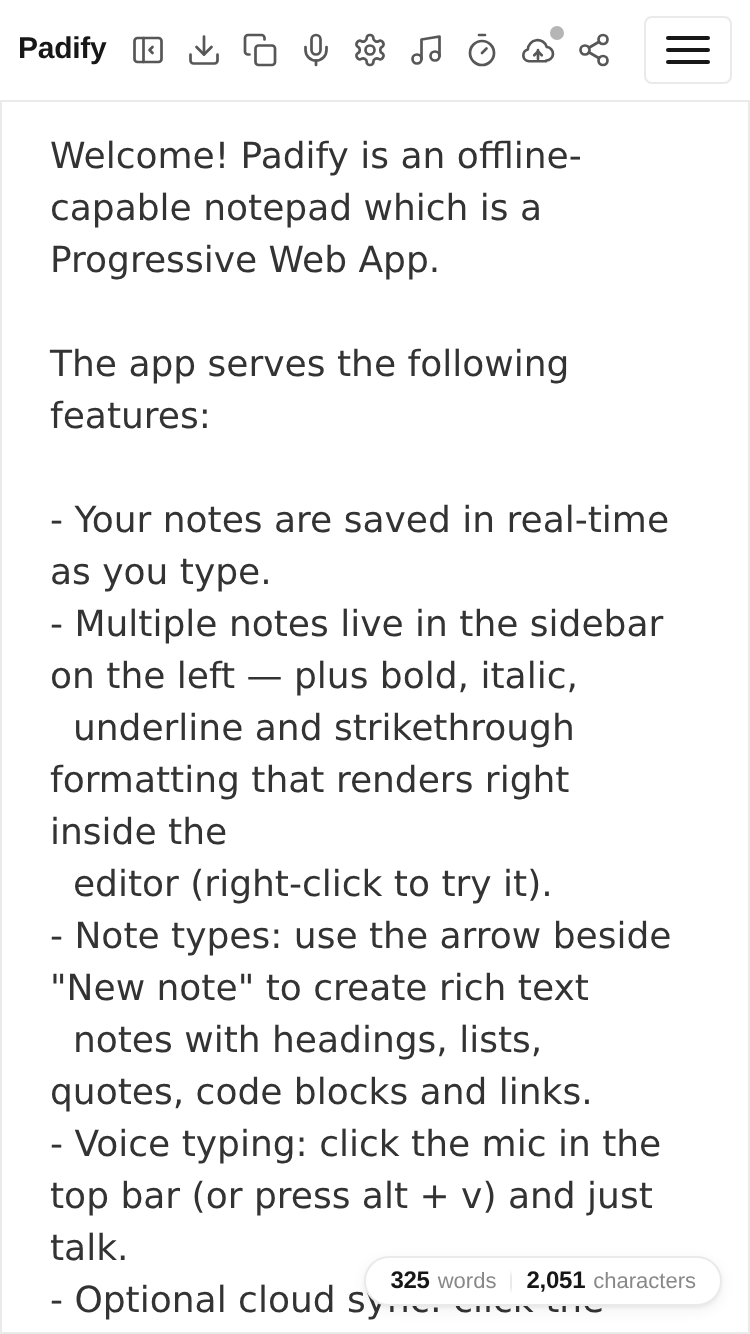 Padify
Welcome! Padify is an offline-
capable notepad which is a
Progressive Web App.
The app serves the following
features:
- Your notes are saved in real-time
as you type.
- Multiple notes live in the sidebar
on the left — plus bold, italic,
underline and strikethrough
formatting that renders right
inside the
editor (right-click to try it).
- Note types: use the arrow beside
"New note" to create rich text
notes with headings, lists,
quotes, code blocks and links.
- Voice typing: click the mic in the
top bar (or press alt + v) and just
talk.
- Optional cloud sync: click the
325 words 2,051 characters